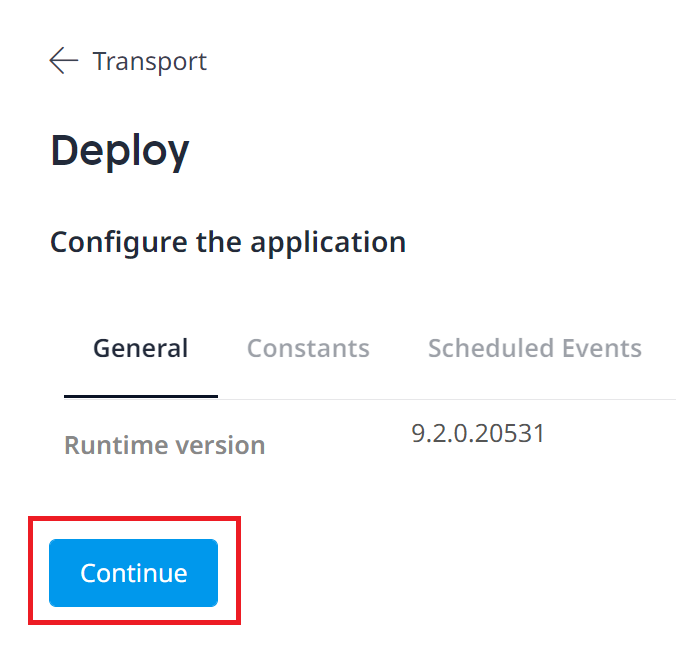 Transport
Deploy
Configure the application
General Constants Scheduled Events
Runtime version 9.2.0.20531
Continue